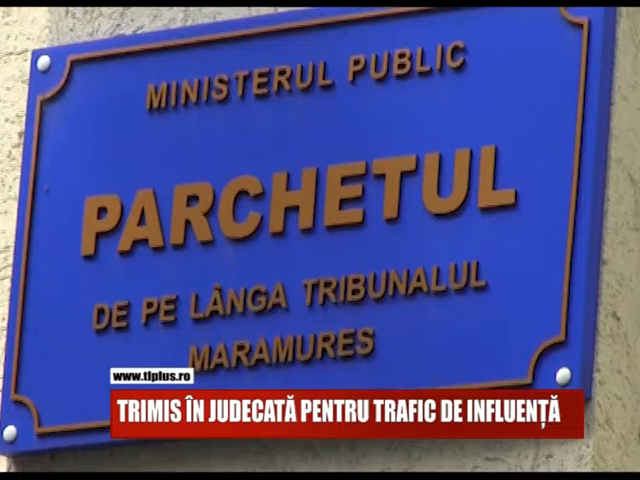 MINISTERUL PUBLIC
PARCHETUL
DE PE LÂNGA TRIBUNALUL
MARAMURES
www.tlplus.ro
TRIMIS ÎN JUDECATĂ PENTRU TRAFIC DE INFLUENȚĂ